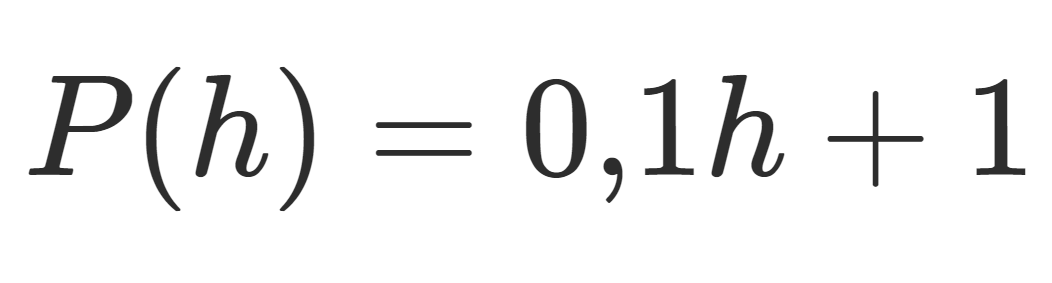 P(h) = 0,1h + 1